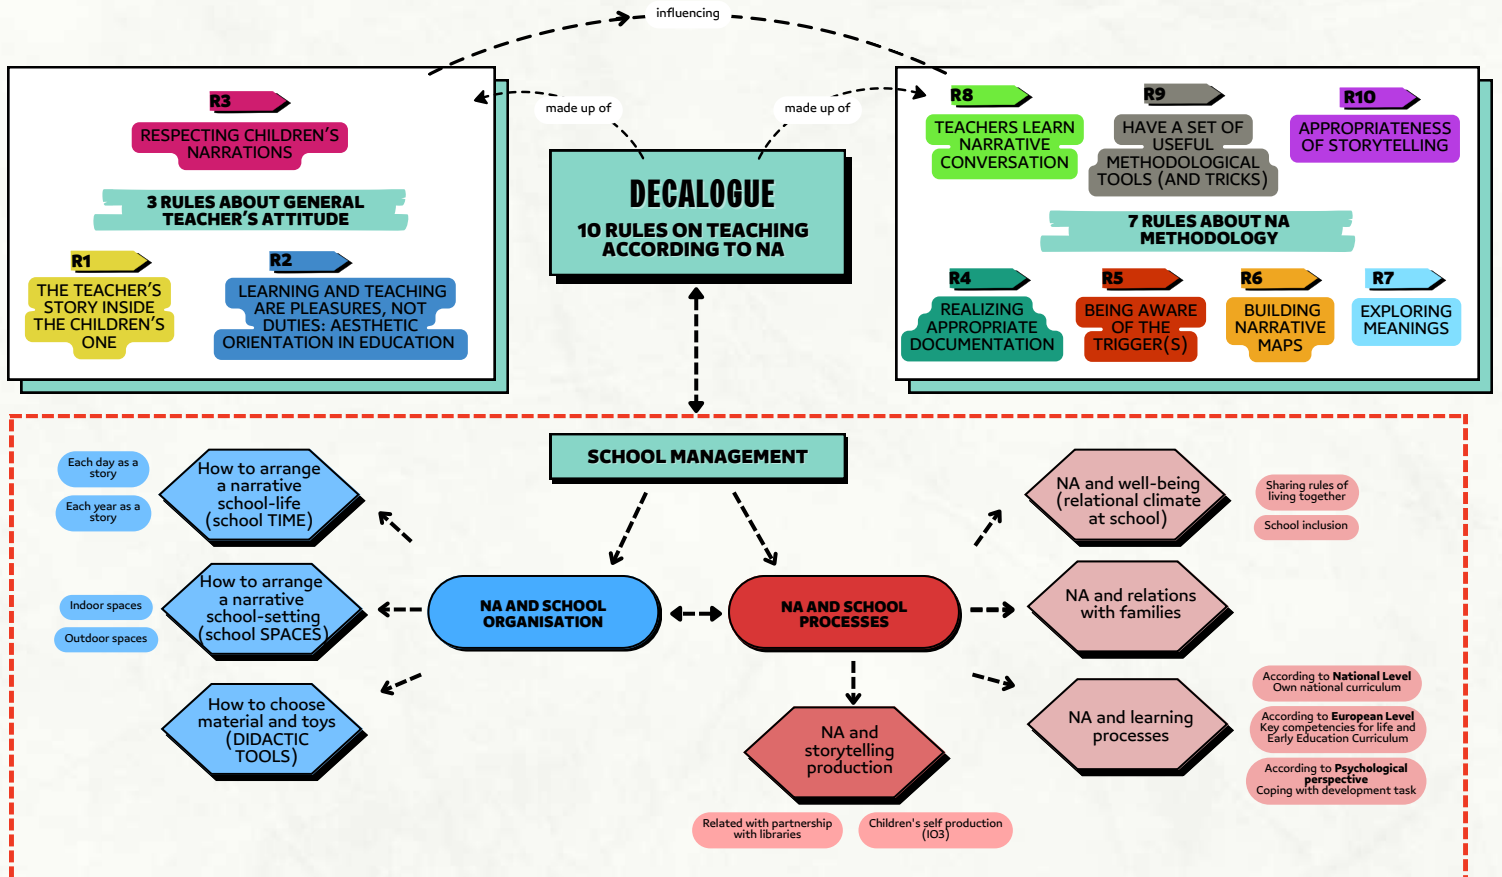 influencing
made up of
made up of
R3
RESPECTING CHILDREN'S
NARRATIONS
3 RULES ABOUT GENERAL
TEACHER'S ATTITUDE
R1
THE TEACHER'S
STORY INSIDE
THE CHILDREN'S
ONE
R2
LEARNING AND TEACHING
ARE PLEASURES, NOT
DUTIES: AESTHETIC
ORIENTATION IN EDUCATION
DECALOGUE
10 RULES ON TEACHING
ACCORDING TO NA
R8
TEACHERS LEARN
NARRATIVE
CONVERSATION
R9
HAVE A SET OF
USEFUL
METHODOLOGICAL
TOOLS (AND TRICKS)
R10
APPROPRIATENESS
OF STORYTELLING
7 RULES ABOUT NA
METHODOLOGY
R4
REALIZING
APPROPRIATE
DOCUMENTATION
R5
BEING AWARE
OF THE
TRIGGER(S)
R6
BUILDING
NARRATIVE
MAPS
R7
EXPLORING
MEANINGS
SCHOOL MANAGEMENT
Each day as a
story
Each year as a
story
How to arrange
a narrative
school-life
(school TIME)
Indoor spaces
Outdoor spaces
How to arrange
a narrative
school-setting
(school SPACES)
How to choose
material and toys
(DIDACTIC
TOOLS)
NA AND SCHOOL
ORGANISATION
NA AND SCHOOL
PROCESSES
NA and well-being
(relational climate
at school)
Sharing rules of
living together
School inclusion
NA and relations
with families
NA and learning
processes
According to National Level
Own national curriculum
According to European Level
Key competencies for life and
Early Education Curriculum
According to Psychological
perspective
Coping with development task
NA and
storytelling
production
Related with partnership
with libraries
Children's self production
(IO3)